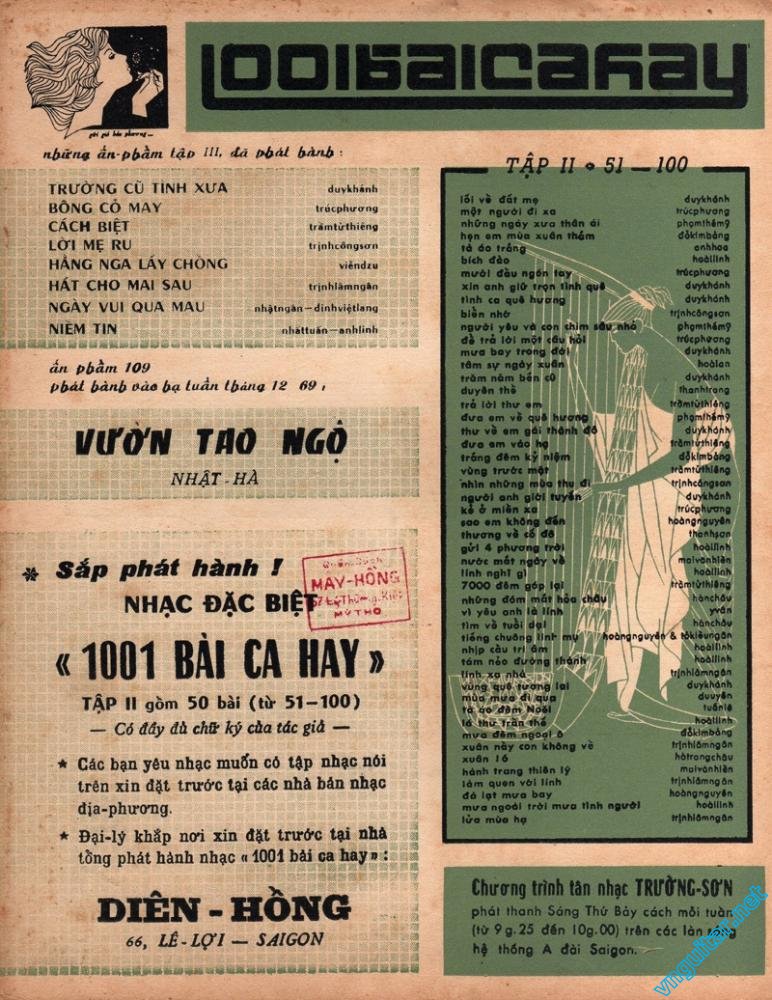 1001 bài ca hay
gửi gió bốn phương...
những ấn-phẩm tập III, đã phát hành :
TRƯỜNG CŨ TÌNH XƯA duykhánh
BÔNG CỎ MAY trúcphương
CÁCH BIỆT trầmtửthiêng
LỜI MẸ RU trịnhcôngsơn
HẰNG NGA LẤY CHỒNG viễndzu
HÁT CHO MAI SAU trịnhlâmngân
NGÀY VUI QUA MAU nhậtngân — dinhviệtlang
NIỀM TIN nhấttuấn — anhlinh
ấn phẩm 109
phát hành vào hạ tuần tháng 12 69 :
VƯỜN TAO NGỘ
NHẬT - HÀ
* Sắp phát hành !
NHẠC ĐẶC BIỆT
« 1001 BÀI CA HAY »
TẬP II gồm 50 bài (từ 51—100)
— Có đầy đủ chữ ký của tác giả —
* Các bạn yêu nhạc muốn có tập nhạc nói
trên xin đặt trước tại các nhà bán nhạc
địa-phương.
* Đại-lý khắp nơi xin đặt trước tại nhà
tổng phát hành nhạc « 1001 bài ca hay » :
DIÊN - HỒNG
66, LÊ-LỢI — SAIGON
MAY-HỒNG
MỸTHO
TẬP II • 51 — 100
lối về đất mẹ duykhánh
một người đi xa trúcphương
những ngày xưa thân ái phạmthếmỹ
hẹn em mùa xuân thắm đỗkimbảng
tà áo trắng anhhoa
bích đào hoàilinh
mười đầu ngón tay trúcphương
xin anh giữ trọn tình quê duykhánh
tình ca quê hương duykhánh
biển nhớ trịnhcôngsơn
người yêu và con chim sâu nhỏ phạmthếmỹ
để trả lời một câu hỏi trúcphương
mưa bay trong đời duykhánh
tâm sự ngày xuân hoàlan
trăm năm bến cũ duykhánh
duyên thề thanhtrang
trả lời thư em trầmtửthiêng
đưa em về quê hương phạmthếmỹ
thư về em gái thành đô duykhánh
đưa em vào hạ trầmtửthiêng
trắng đêm kỷ niệm đỗkimbảng
vùng trước mặt trầmtửthiêng
nhìn những mùa thu đi trịnhcôngsơn
người anh giới tuyến duykhánh
kẻ ở miền xa trúcphương
sao em không đến hoàngnguyên
thương về cố đô thanhsơn
gửi 4 phương trời hoàilinh
nước mắt ngày về maivănhiền
lính nghĩ gì hoàilinh
7000 đêm góp lại trầmtửthiêng
những đóm mắt hỏa châu hànchâu
vì yêu anh là lính yvân
tìm về tuổi dại hànchâu
tiếng chuông linh mụ hoàngnguyên & tôkiềungân
nhịp cầu tri âm hoàilinh
tám nẻo đường thành hoàilinh
lính xa nhà trịnhlâmngân
vùng quê tương lai duykhánh
mùa mưa đi qua duuyên
tà áo đêm Noël tuấnlê
lá thư trần thế hoàilinh
mưa đêm ngoại ô đỗkimbảng
xuân này con không về trịnhlâmngân
xuân 16 hátrongchâu
hành trang thiên lý maivănhiền
làm quen với lính trịnhlâmngân
đà lạt mưa bay hoàngnguyên
mưa ngoài trời mưa tình người hoàilinh
lửa mùa hạ trịnhlâmngân
Chương trình tân nhạc TRƯỜNG-SƠN
phát thanh Sáng Thứ Bảy cách mỗi tuần
(từ 9g.25 đến 10g.00) trên các làn sóng
hệ thống A đài Saigon.
vnguitar.net